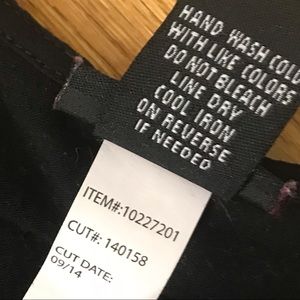 HAND WASH COLD
WITH LIKE COLORS
DO NOT BLEACH
LINE DRY
COOL IRON
ON REVERSE
IF NEEDED
ITEM#:10227201
CUT#: 140158
CUT DATE:
09/14